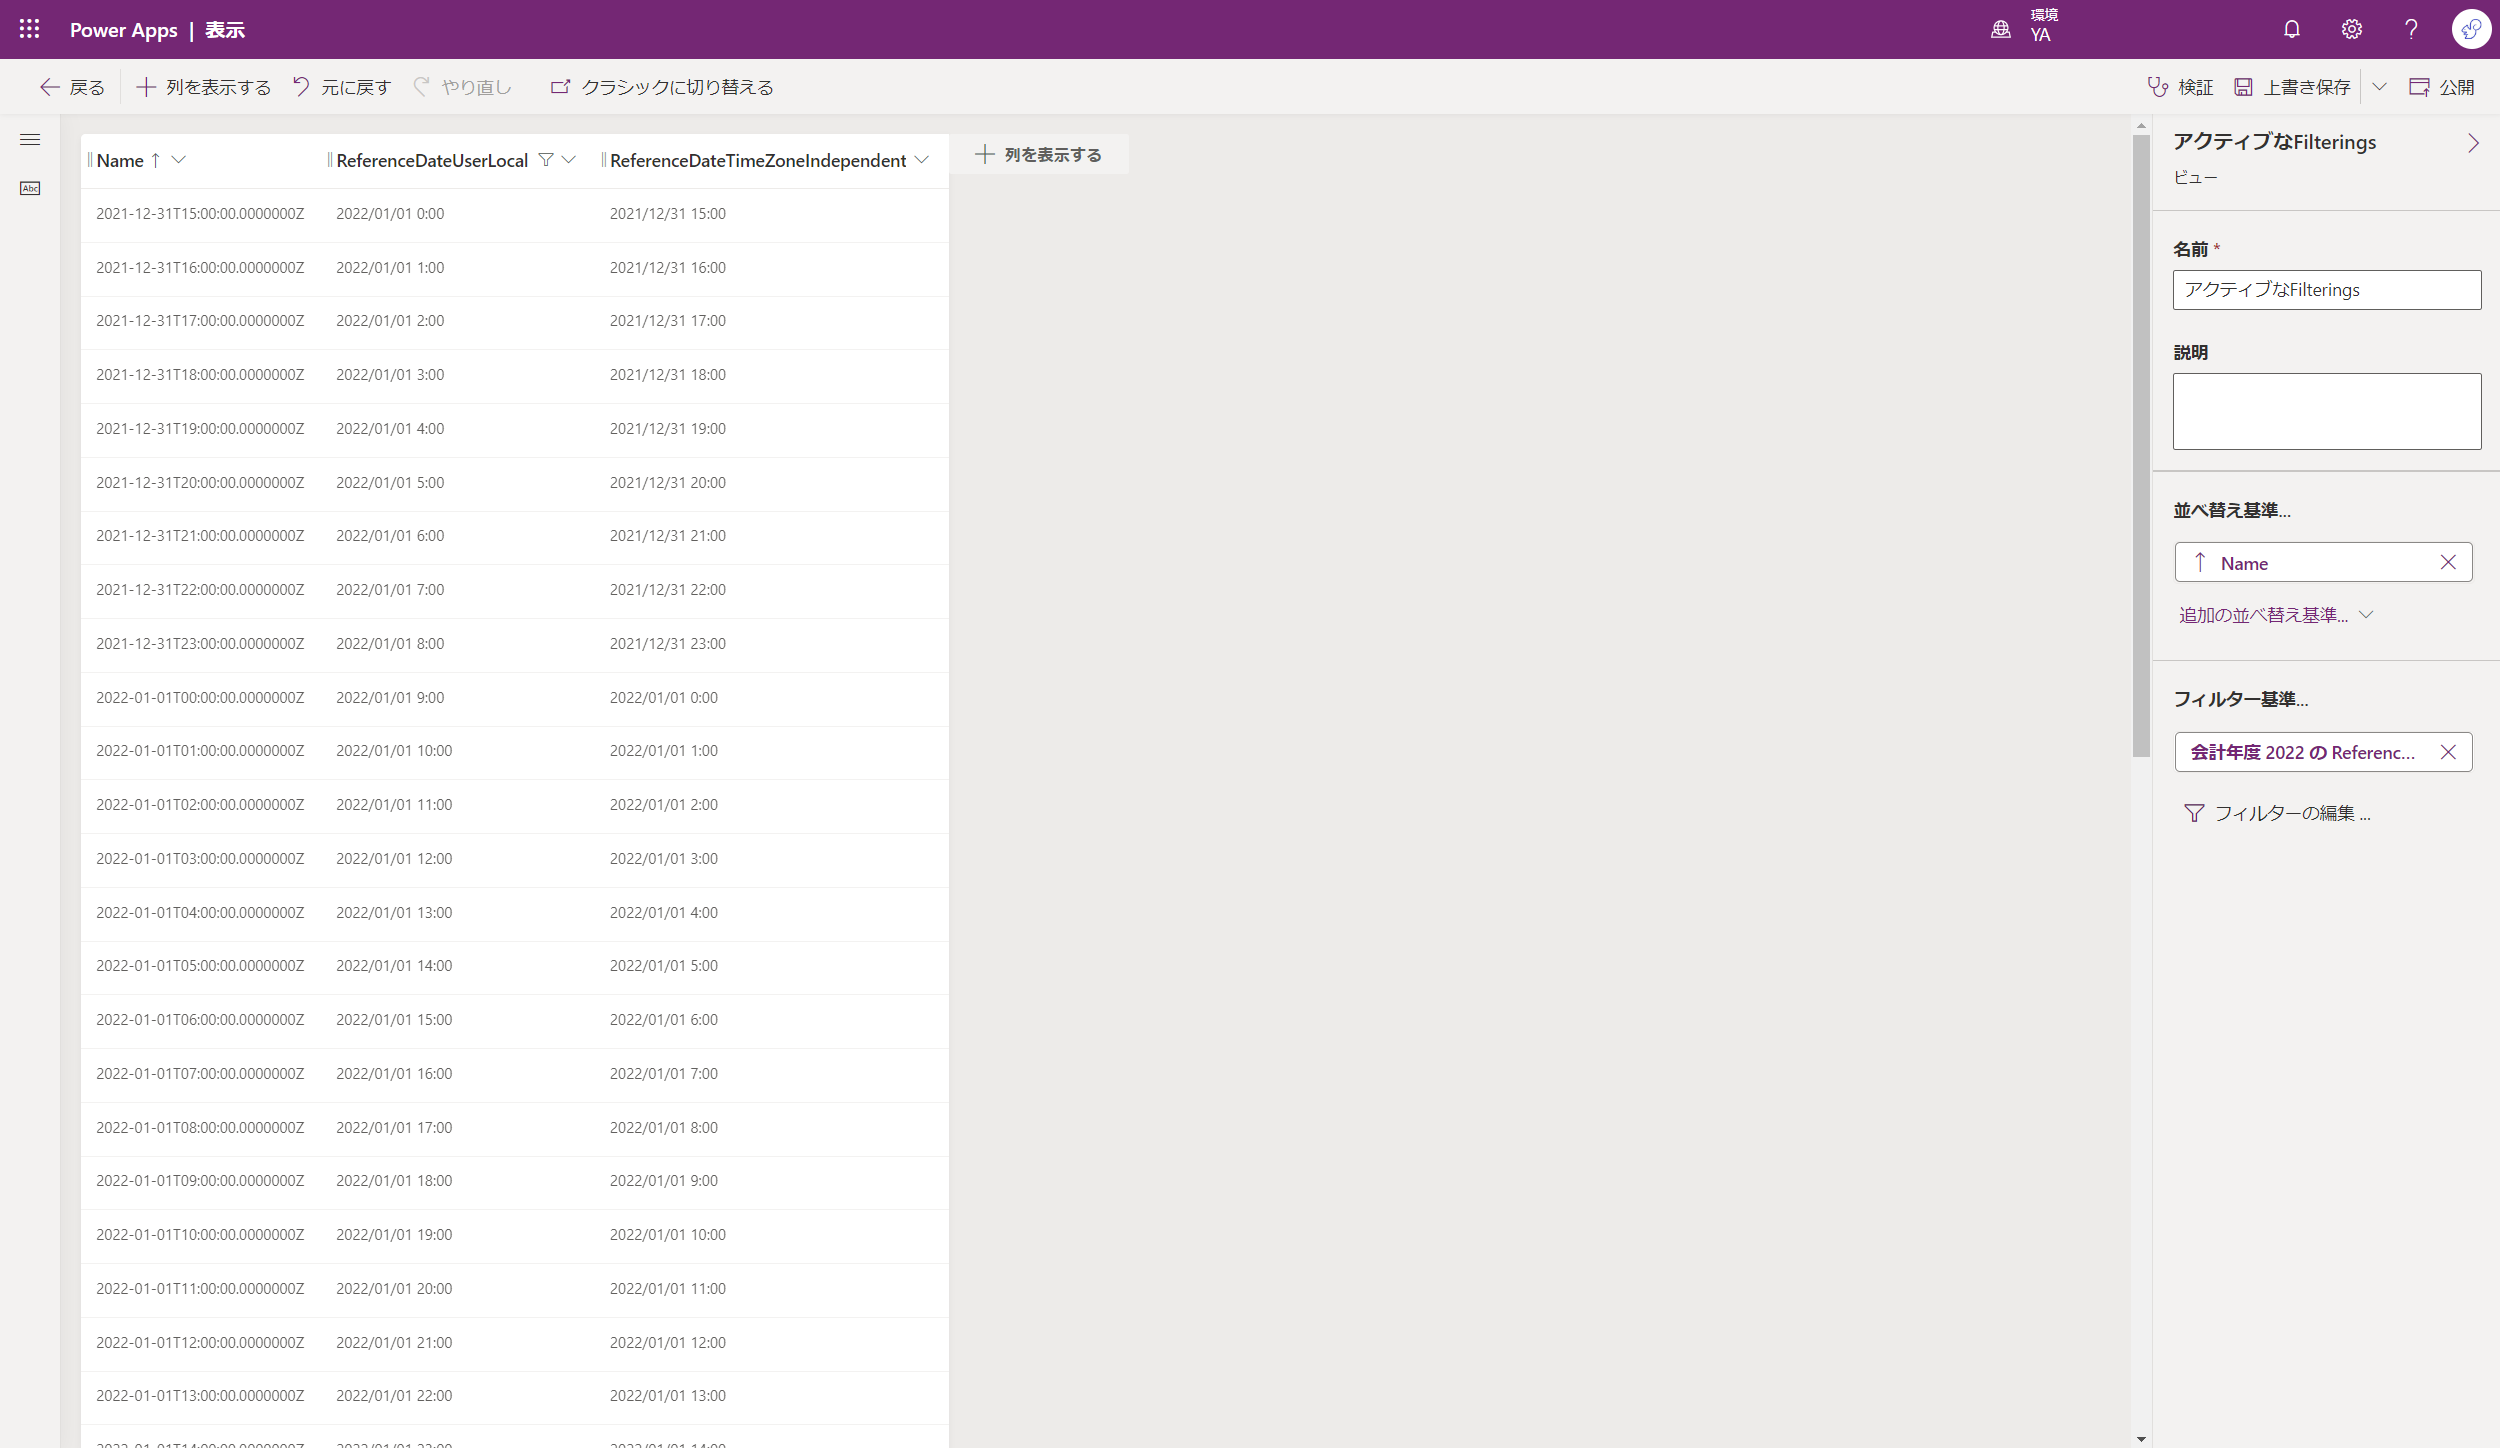 Power Apps | 表示
環境
YA
戻る
列を表示する
元に戻す
やり直し
クラシックに切り替える
検証
上書き保存
公開
Abc
Name ReferenceDateUserLocal ReferenceDateTimeZoneIndependent
列を表示する
2021-12-31T15:00:00.0000000Z 2022/01/01 0:00 2021/12/31 15:00
2021-12-31T16:00:00.0000000Z 2022/01/01 1:00 2021/12/31 16:00
2021-12-31T17:00:00.0000000Z 2022/01/01 2:00 2021/12/31 17:00
2021-12-31T18:00:00.0000000Z 2022/01/01 3:00 2021/12/31 18:00
2021-12-31T19:00:00.0000000Z 2022/01/01 4:00 2021/12/31 19:00
2021-12-31T20:00:00.0000000Z 2022/01/01 5:00 2021/12/31 20:00
2021-12-31T21:00:00.0000000Z 2022/01/01 6:00 2021/12/31 21:00
2021-12-31T22:00:00.0000000Z 2022/01/01 7:00 2021/12/31 22:00
2021-12-31T23:00:00.0000000Z 2022/01/01 8:00 2021/12/31 23:00
2022-01-01T00:00:00.0000000Z 2022/01/01 9:00 2022/01/01 0:00
2022-01-01T01:00:00.0000000Z 2022/01/01 10:00 2022/01/01 1:00
2022-01-01T02:00:00.0000000Z 2022/01/01 11:00 2022/01/01 2:00
2022-01-01T03:00:00.0000000Z 2022/01/01 12:00 2022/01/01 3:00
2022-01-01T04:00:00.0000000Z 2022/01/01 13:00 2022/01/01 4:00
2022-01-01T05:00:00.0000000Z 2022/01/01 14:00 2022/01/01 5:00
2022-01-01T06:00:00.0000000Z 2022/01/01 15:00 2022/01/01 6:00
2022-01-01T07:00:00.0000000Z 2022/01/01 16:00 2022/01/01 7:00
2022-01-01T08:00:00.0000000Z 2022/01/01 17:00 2022/01/01 8:00
2022-01-01T09:00:00.0000000Z 2022/01/01 18:00 2022/01/01 9:00
2022-01-01T10:00:00.0000000Z 2022/01/01 19:00 2022/01/01 10:00
2022-01-01T11:00:00.0000000Z 2022/01/01 20:00 2022/01/01 11:00
2022-01-01T12:00:00.0000000Z 2022/01/01 21:00 2022/01/01 12:00
2022-01-01T13:00:00.0000000Z 2022/01/01 22:00 2022/01/01 13:00
アクティブなFilterings
ビュー
名前 *
アクティブなFilterings
説明
並べ替え基準...
Name
追加の並べ替え基準...
フィルター基準...
会計年度 2022 の Referenc...
フィルターの編集 ...